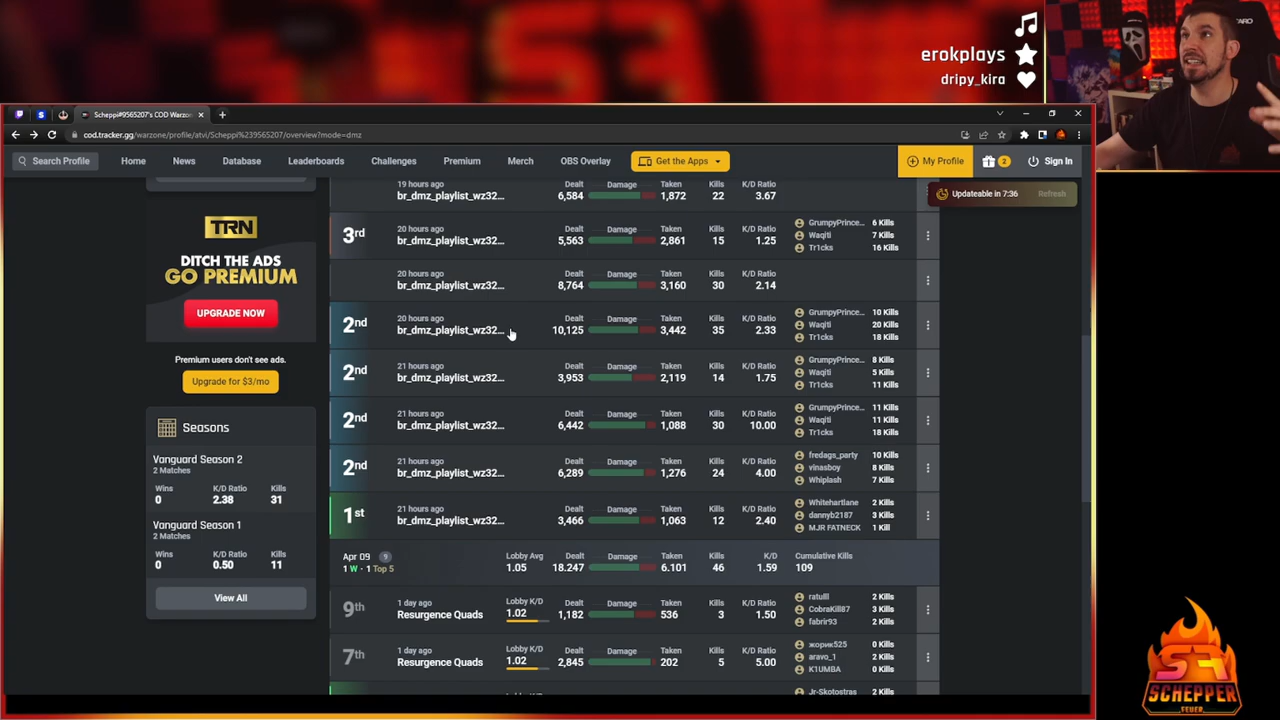 erokplays
dripy_kira
Scheppi#9565207's COD Warzon
cod.tracker.gg/warzone/profile/atvi/Scheppi%239565207/overview?mode=dmz
Search Profile Home News Database Leaderboards Challenges Premium Merch OBS Overlay Get the Apps My Profile 2 Sign In
Updateable in 7:36 Refresh
19 hours ago Dealt Damage Taken Kills K/D Ratio
br_dmz_playlist_wz32... 6,584 1,872 22 3.67
3rd
20 hours ago Dealt Damage Taken Kills K/D Ratio
br_dmz_playlist_wz32... 5,563 2,861 15 1.25
GrumpyPrince... 6 Kills
Waqiti 7 Kills
Tr1cks 16 Kills
20 hours ago Dealt Damage Taken Kills K/D Ratio
br_dmz_playlist_wz32... 8,764 3,160 30 2.14
2nd
20 hours ago Dealt Damage Taken Kills K/D Ratio
br_dmz_playlist_wz32... 10,125 3,442 35 2.33
GrumpyPrince... 10 Kills
Waqiti 20 Kills
Tr1cks 18 Kills
2nd
21 hours ago Dealt Damage Taken Kills K/D Ratio
br_dmz_playlist_wz32... 3,953 2,119 14 1.75
GrumpyPrince... 8 Kills
Waqiti 5 Kills
Tr1cks 11 Kills
2nd
21 hours ago Dealt Damage Taken Kills K/D Ratio
br_dmz_playlist_wz32... 6,442 1,088 30 10.00
GrumpyPrince... 11 Kills
Waqiti 11 Kills
Tr1cks 18 Kills
2nd
21 hours ago Dealt Damage Taken Kills K/D Ratio
br_dmz_playlist_wz32... 6,289 1,276 24 4.00
fredags_party 10 Kills
vinasboy 8 Kills
Whiplash 7 Kills
1st
21 hours ago Dealt Damage Taken Kills K/D Ratio
br_dmz_playlist_wz32... 3,466 1,063 12 2.40
Whitehartlane 2 Kills
dannyb2187 3 Kills
MJR FATNECK 1 Kill
Apr 09 9 Lobby Avg Dealt Damage Taken Kills K/D Cumulative Kills
1 W - 1 Top 5 1.05 18.247 6.101 46 1.59 109
9th
1 day ago Lobby K/D Dealt Damage Taken Kills K/D Ratio
Resurgence Quads 1.02 1,182 536 3 1.50
ratulll 2 Kills
CobraKill87 3 Kills
fabrir93 2 Kills
7th
1 day ago Lobby K/D Dealt Damage Taken Kills K/D Ratio
Resurgence Quads 1.02 2,845 202 5 5.00
жорик525 0 Kills
aravo_1 2 Kills
K1UMBA 0 Kills
Jr-Skotostras 2 Kills
TRN
DITCH THE ADS
GO PREMIUM
UPGRADE NOW
Premium users don't see ads.
Upgrade for $3/mo
Seasons
Vanguard Season 2
2 Matches
Wins K/D Ratio Kills
0 2.38 31
Vanguard Season 1
2 Matches
Wins K/D Ratio Kills
0 0.50 11
View All
SF
SCHEPPER
FEUER